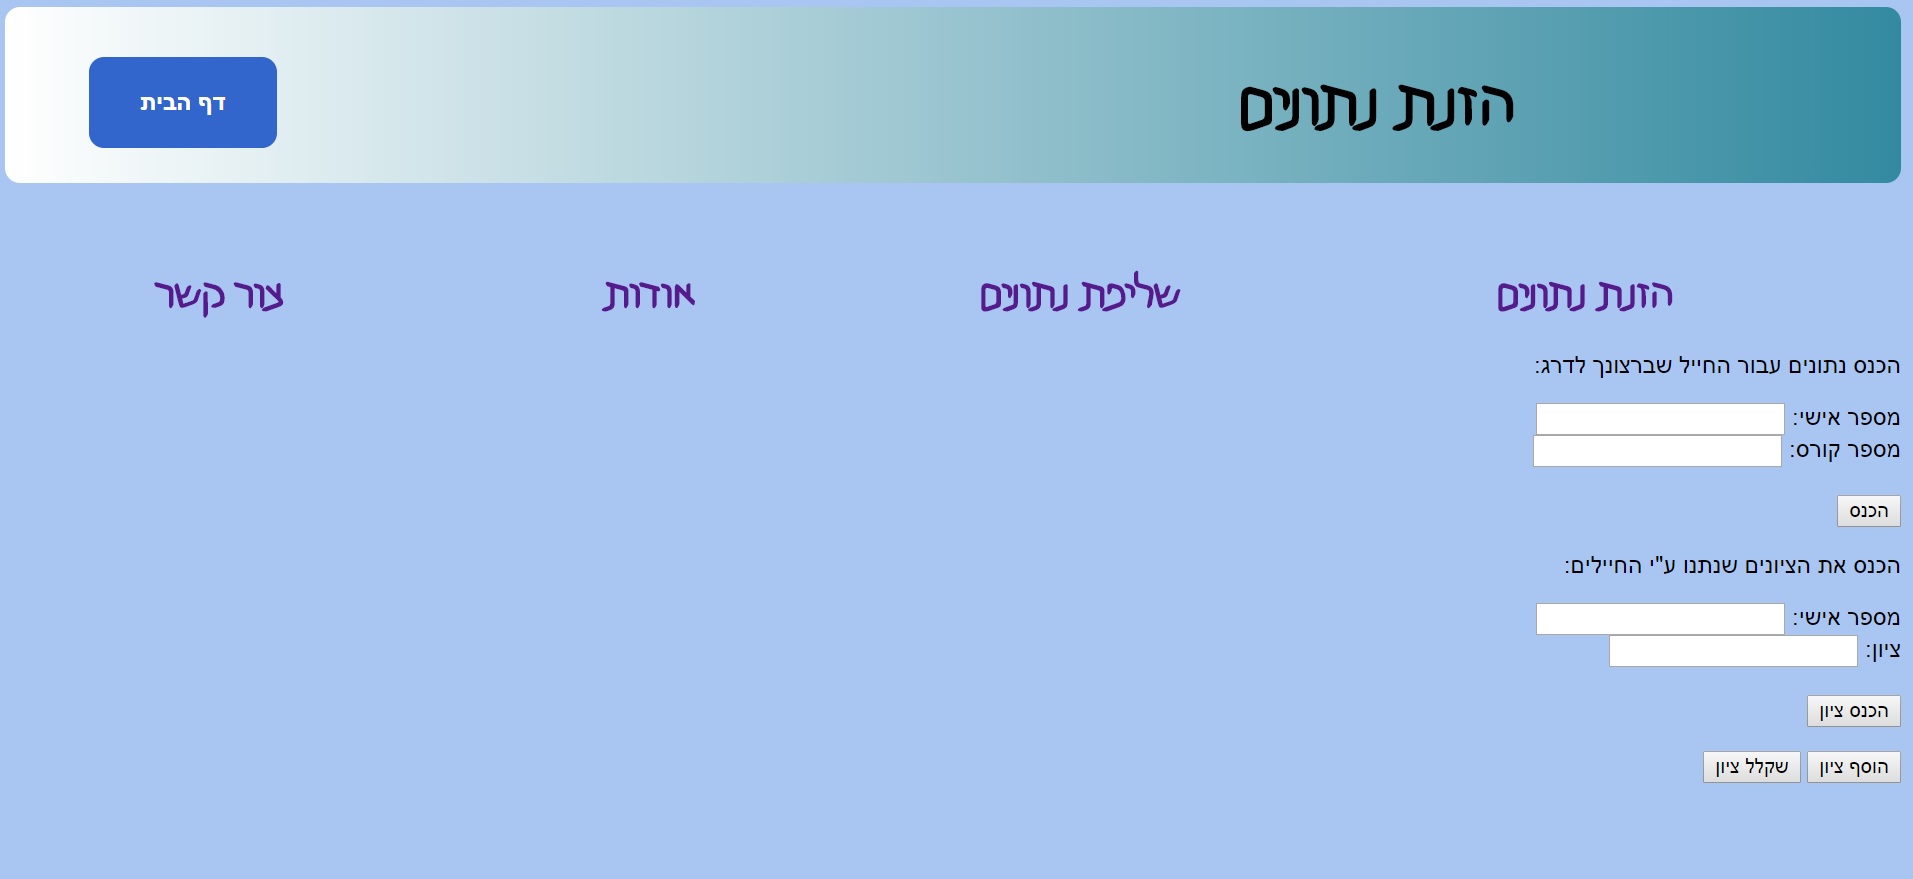 הזנת נתונים
דף הבית
הזנת נתונים שליפת נתונים אודות צור קשר
הכנס נתונים עבור החייל שברצונך לדרג:
מספר אישי:
מספר קורס:
הכנס
הכנס את הציונים שנתנו ע"י החיילים:
מספר אישי:
ציון:
הכנס ציון
הוסף ציון שקלל ציון